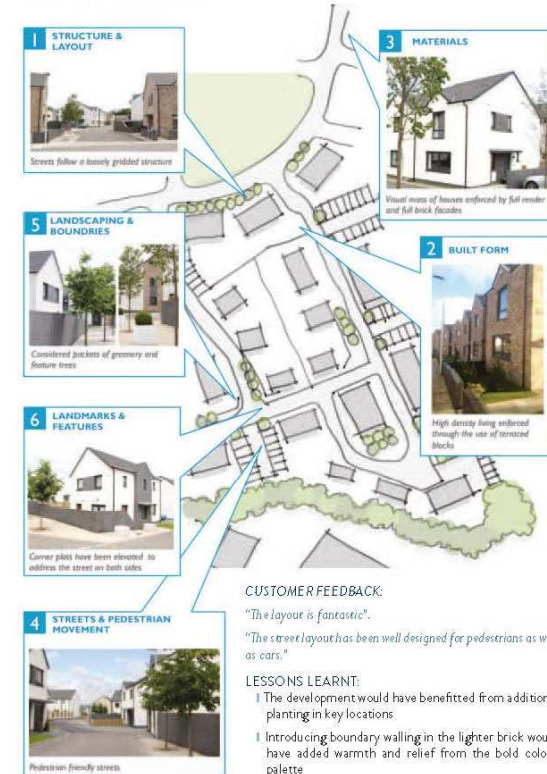 1 STRUCTURE &
LAYOUT
Streets follow a loosely gridded structure
3 MATERIALS
Visual mass of houses enforced by full render
and full brick facades
5 LANDSCAPING &
BOUNDRIES
Considered pockets of greenery and
feature trees
2 BUILT FORM
High density living enforced
through the use of terraced
blocks
6 LANDMARKS &
FEATURES
Corner plots have been elevated to
address the street on both sides
4 STREETS & PEDESTRIAN
MOVEMENT
Pedestrian friendly streets
CUSTOMER FEEDBACK:
"The layout is fantastic".
"The street layout has been well designed for pedestrians as w
as cars."
LESSONS LEARNT:
The development would have benefitted from addition
planting in key locations
Introducing boundary walling in the lighter brick wou
have added warmth and relief from the bold colo
palette